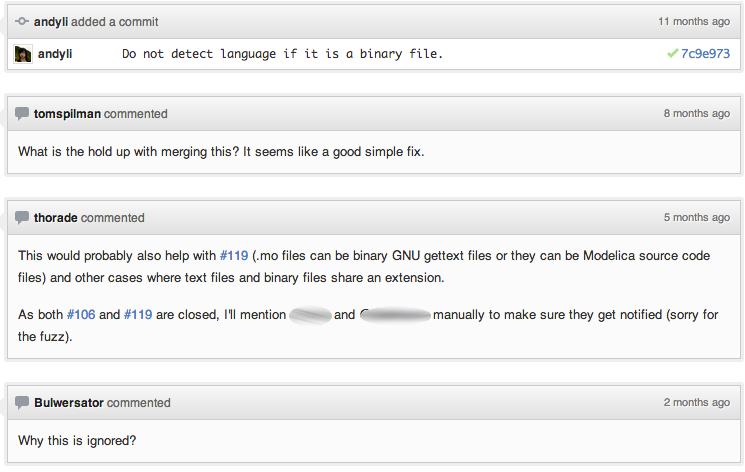 andyli added a commit 11 months ago
andyli Do not detect language if it is a binary file. 7c9e973
tomspilman commented 8 months ago
What is the hold up with merging this? It seems like a good simple fix.
thorade commented 5 months ago
This would probably also help with #119 (.mo files can be binary GNU gettext files or they can be Modelica source code
files) and other cases where text files and binary files share an extension.
As both #106 and #119 are closed, I'll mention and manually to make sure they get notified (sorry for
the fuzz).
Bulwersator commented 2 months ago
Why this is ignored?